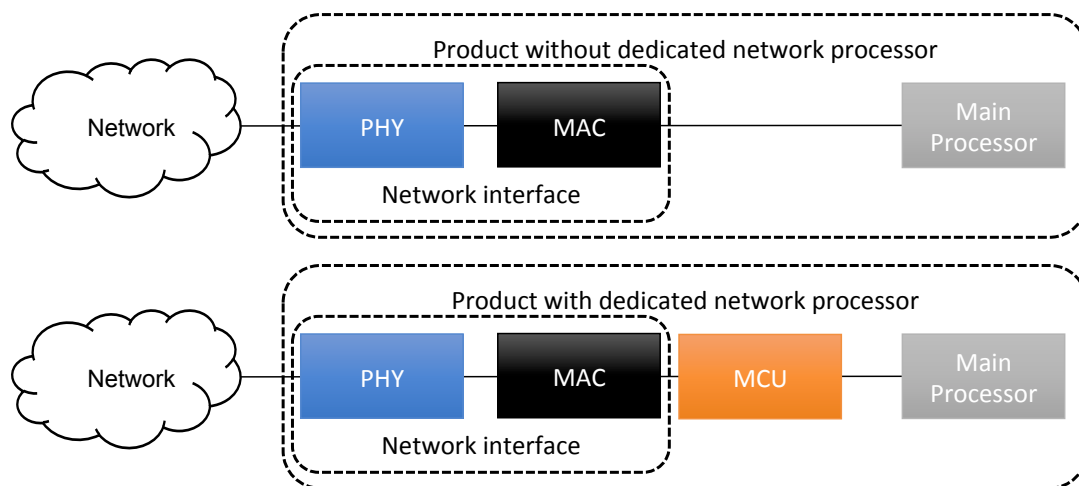 Product without dedicated network processor
Network
PHY
MAC
Main
Processor
Network interface
Product with dedicated network processor
Network
PHY
MAC
MCU
Main
Processor
Network interface